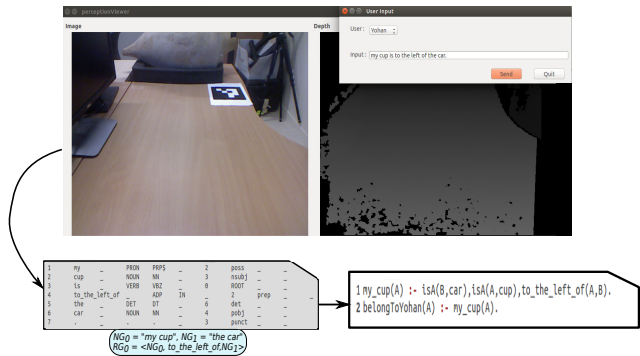 perceptionViewer
User Input
Image
Depth
User: Yohan
Input: my cup is to the left of the car.
Send Quit
1 my _ PRON PRP$ _ 2 poss _ _
2 cup _ NOUN NN _ 3 nsubj _ _
3 is _ VERB VBZ _ 0 ROOT _ _
4 to_the_left_of _ ADP IN _ 2 prep _ _
5 the _ DET DT _ 6 det _ _
6 car _ NOUN NN _ 4 pobj _ _
7 . _ . . _ 3 punct _ _
NG0 = "my cup", NG1 = "the car"
RG0 = <NG0, to_the_left_of,NG1>
1 my_cup(A) :- isA(B,car),isA(A,cup),to_the_left_of(A,B).
2 belongToYohan(A) :- my_cup(A).